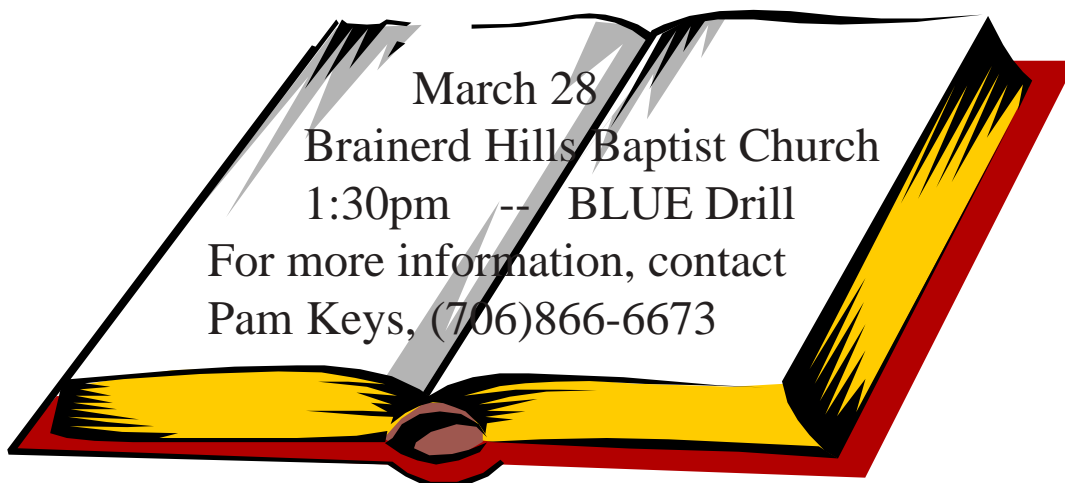 March 28
Brainerd Hills Baptist Church
1:30pm -- BLUE Drill
For more information, contact
Pam Keys, (706)866-6673